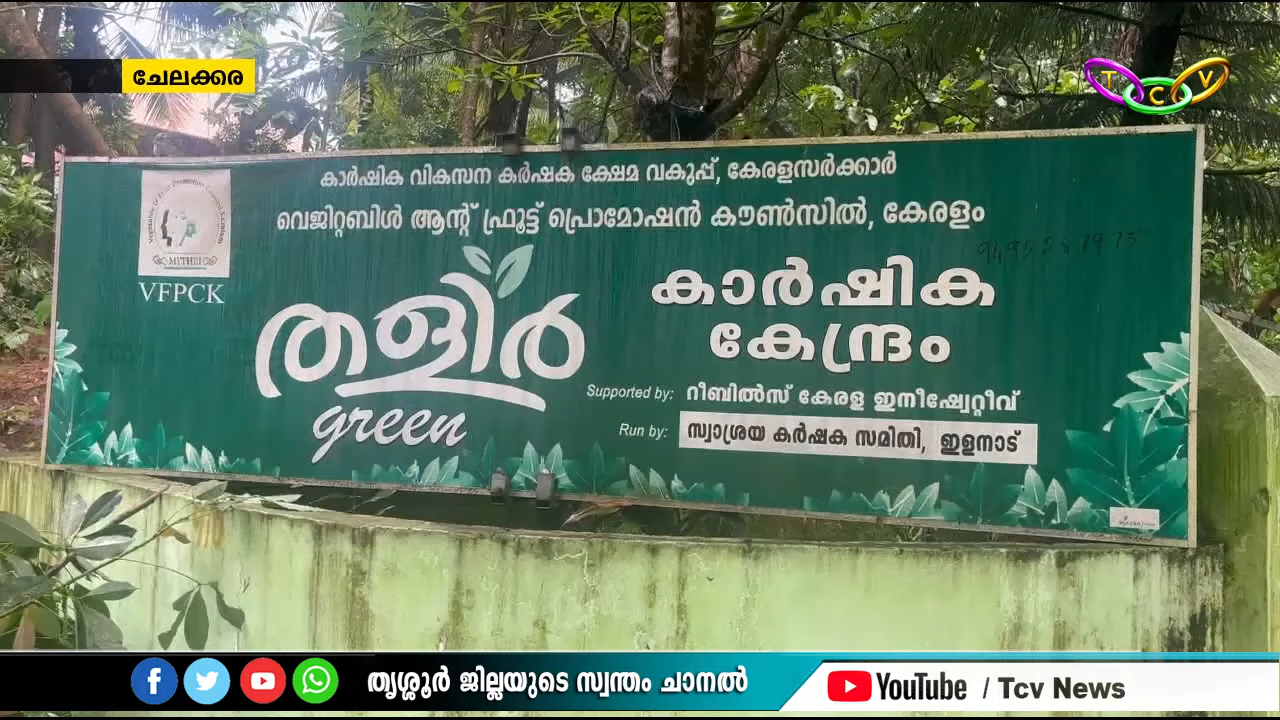 ചേലക്കര
TCV
കാർഷിക വികസന കർഷക ക്ഷേമ വകുപ്പ്, കേരളസർക്കാർ
വെജിറ്റബിൾ ആന്റ് ഫ്രൂട്ട് പ്രൊമോഷൻ കൗൺസിൽ, കേരളം
VFPCK
തളിർ
green
കാർഷിക
കേന്ദ്രം
Supported by: റീബിൽസ് കേരള ഇനീഷ്വേറ്റീവ്
Run by: സ്വാശ്രയ കർഷക സമിതി, ഇളനാട്
തൃശ്ശൂർ ജില്ലയുടെ സ്വന്തം ചാനൽ
YouTube / Tcv News